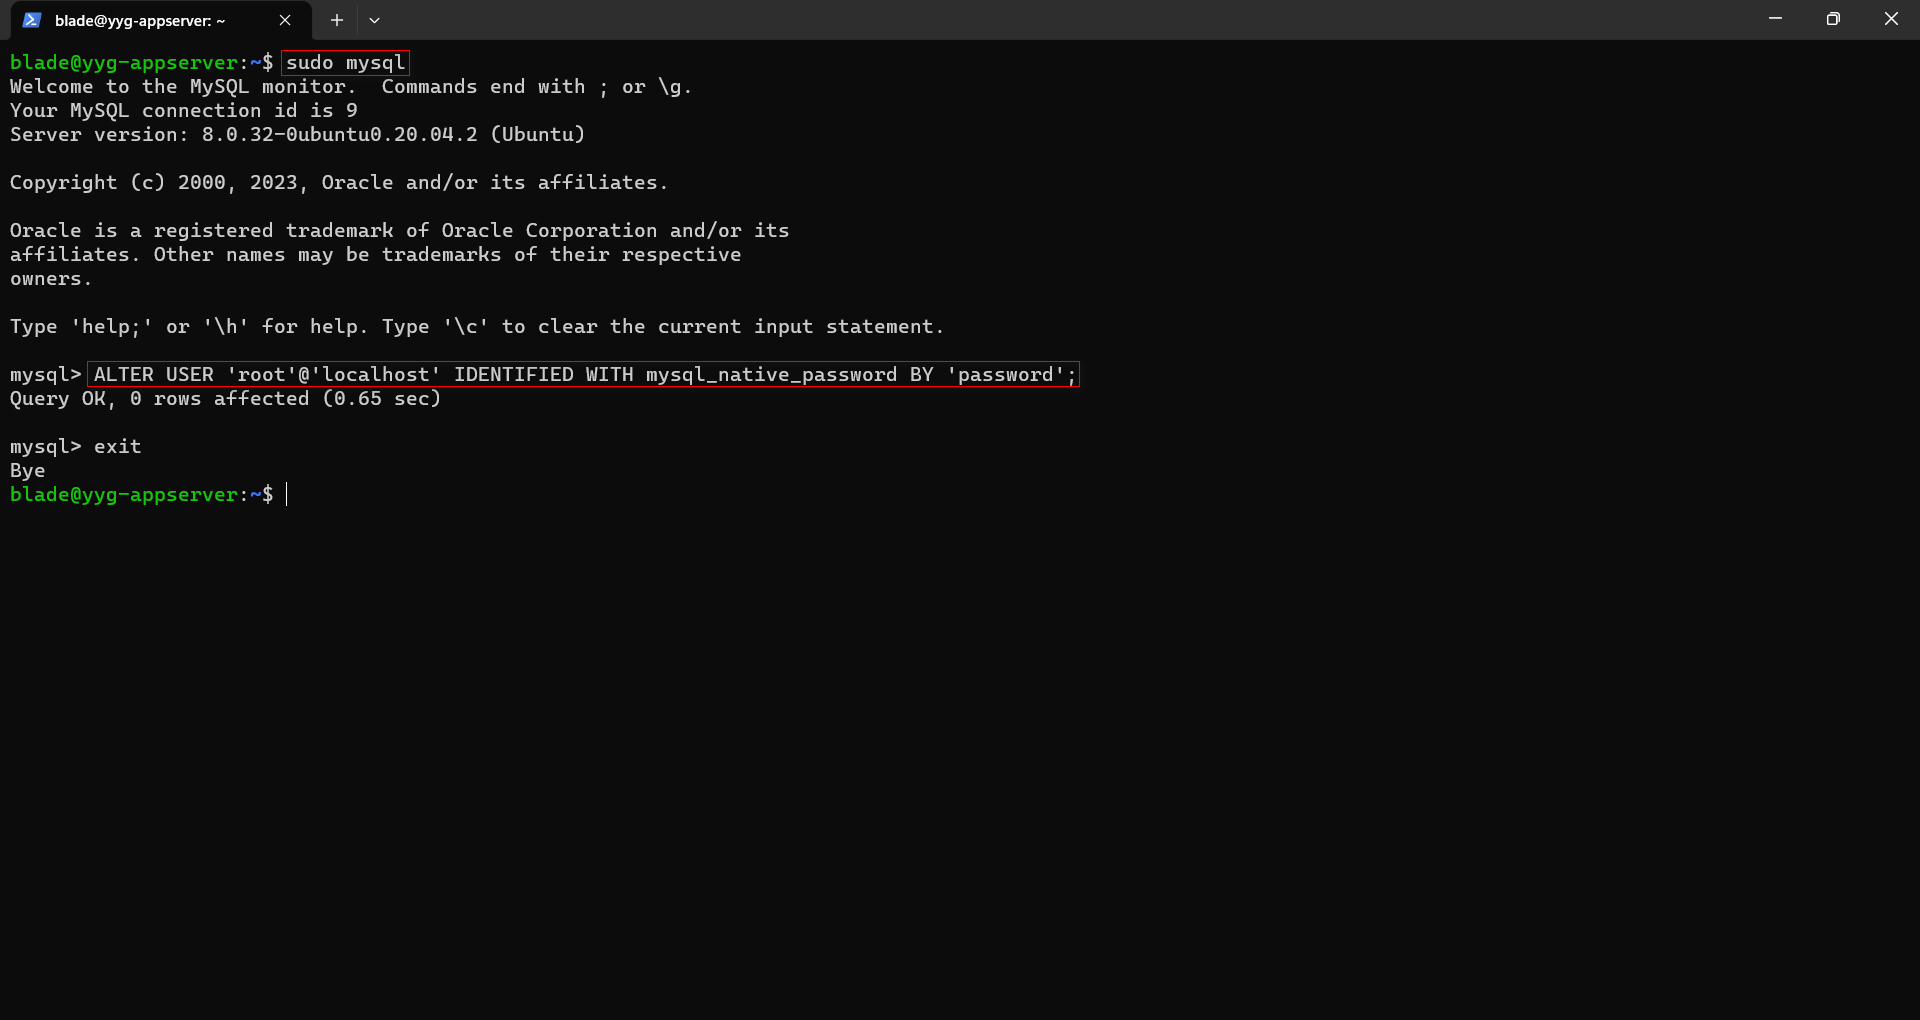 blade@yyg-appserver: ~
blade@yyg-appserver:~$ sudo mysql
Welcome to the MySQL monitor.  Commands end with ; or \g.
Your MySQL connection id is 9
Server version: 8.0.32-0ubuntu0.20.04.2 (Ubuntu)
Copyright (c) 2000, 2023, Oracle and/or its affiliates.
Oracle is a registered trademark of Oracle Corporation and/or its
affiliates. Other names may be trademarks of their respective
owners.
Type 'help;' or '\h' for help. Type '\c' to clear the current input statement.
mysql> ALTER USER 'root'@'localhost' IDENTIFIED WITH mysql_native_password BY 'password';
Query OK, 0 rows affected (0.65 sec)
mysql> exit
Bye
blade@yyg-appserver:~$